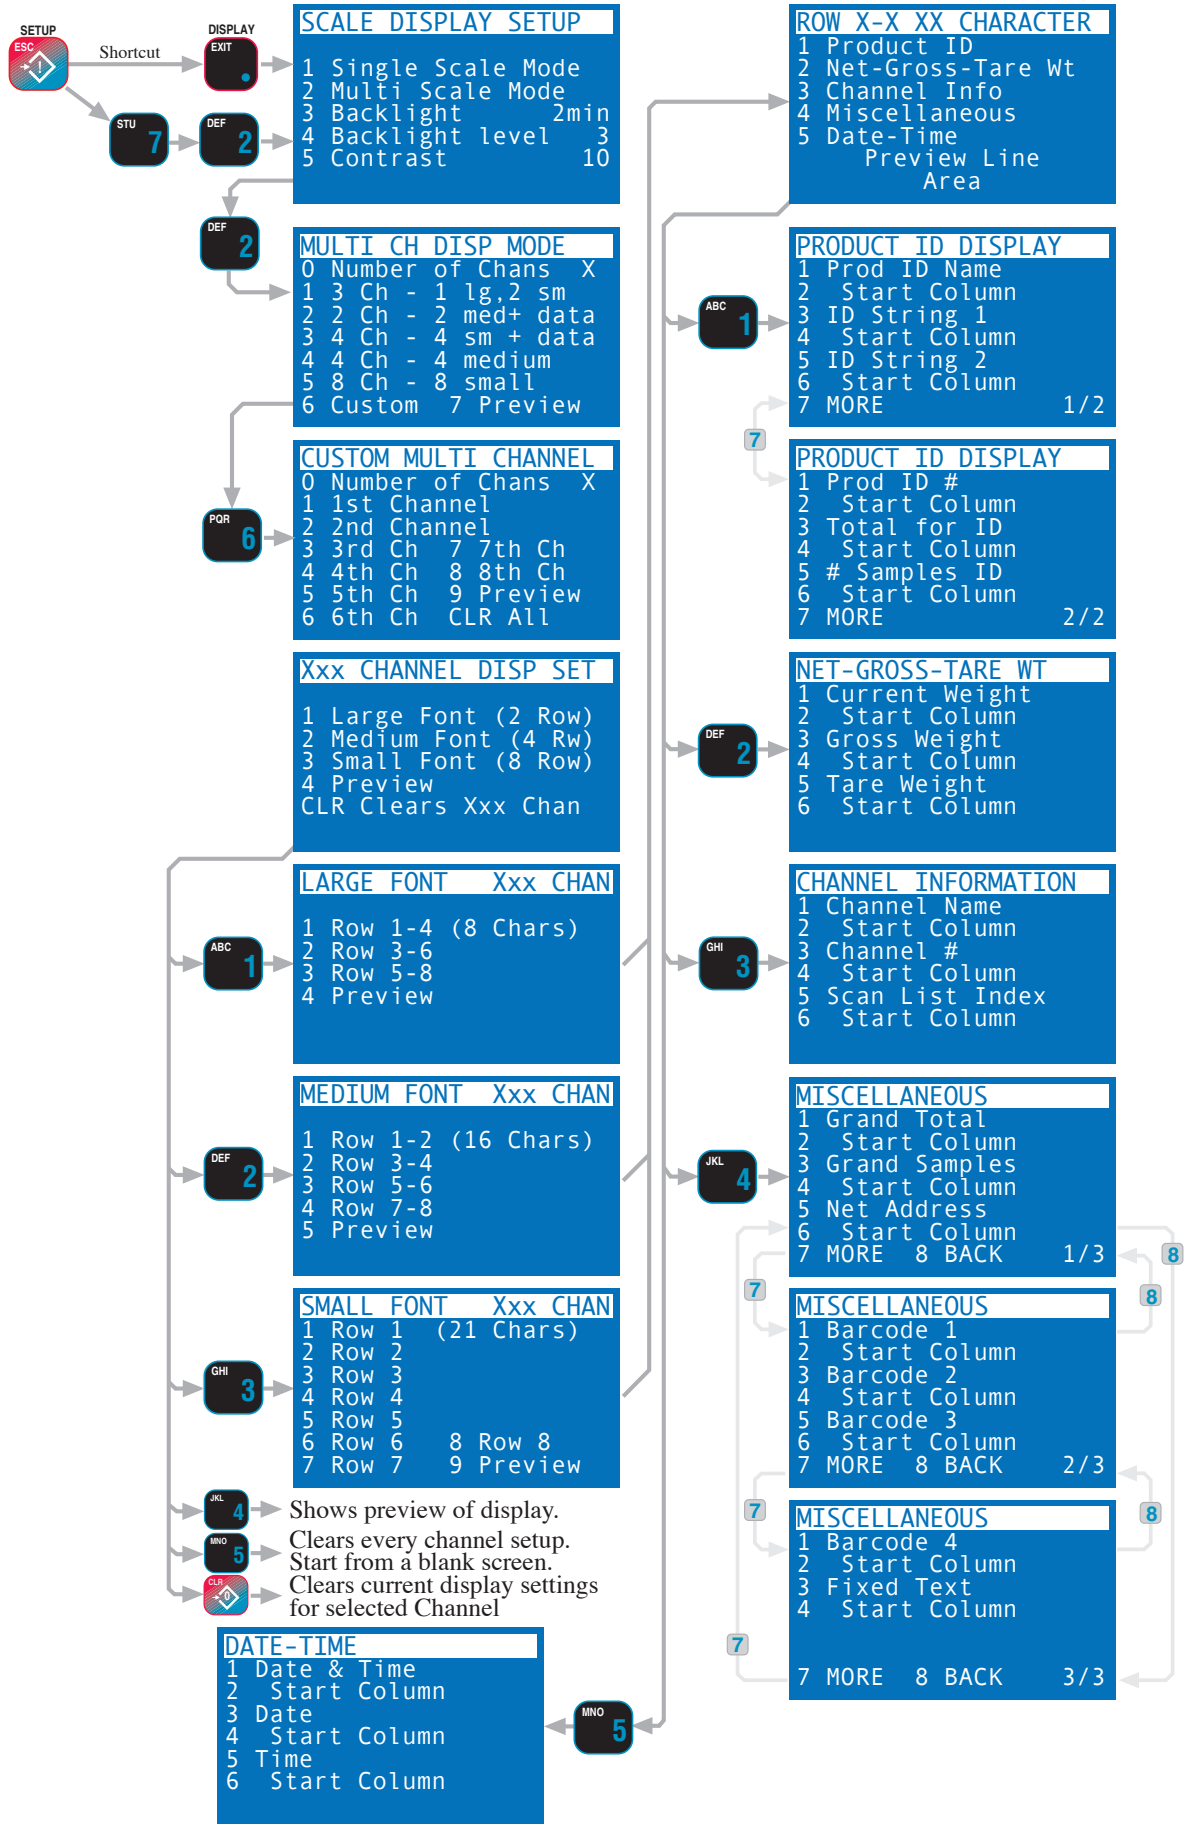 SETUP
ESC
Shortcut
DISPLAY
EXIT
STU
7
DEF
2
SCALE DISPLAY SETUP
1 Single Scale Mode
2 Multi Scale Mode
3 Backlight 2min
4 Backlight level 3
5 Contrast 10
DEF
2
MULTI CH DISP MODE
0 Number of Chans X
1 3 Ch - 1 lg,2 sm
2 2 Ch - 2 med+ data
3 4 Ch - 4 sm + data
4 4 Ch - 4 medium
5 8 Ch - 8 small
6 Custom 7 Preview
PQR
6
CUSTOM MULTI CHANNEL
0 Number of Chans X
1 1st Channel
2 2nd Channel
3 3rd Ch 7 7th Ch
4 4th Ch 8 8th Ch
5 5th Ch 9 Preview
6 6th Ch CLR All
Xxx CHANNEL DISP SET
1 Large Font (2 Row)
2 Medium Font (4 Rw)
3 Small Font (8 Row)
4 Preview
CLR Clears Xxx Chan
ABC
1
LARGE FONT Xxx CHAN
1 Row 1-4 (8 Chars)
2 Row 3-6
3 Row 5-8
4 Preview
DEF
2
MEDIUM FONT Xxx CHAN
1 Row 1-2 (16 Chars)
2 Row 3-4
3 Row 5-6
4 Row 7-8
5 Preview
GHI
3
SMALL FONT Xxx CHAN
1 Row 1 (21 Chars)
2 Row 2
3 Row 3
4 Row 4
5 Row 5
6 Row 6 8 Row 8
7 Row 7 9 Preview
JKL
4
Shows preview of display.
MNO
5
Clears every channel setup.
Start from a blank screen.
CLR
0
Clears current display settings
for selected Channel
ROW X-X XX CHARACTER
1 Product ID
2 Net-Gross-Tare Wt
3 Channel Info
4 Miscellaneous
5 Date-Time
Preview Line
Area
ABC
1
PRODUCT ID DISPLAY
1 Prod ID Name
2 Start Column
3 ID String 1
4 Start Column
5 ID String 2
6 Start Column
7 MORE 1/2
7
PRODUCT ID DISPLAY
1 Prod ID #
2 Start Column
3 Total for ID
4 Start Column
5 # Samples ID
6 Start Column
7 MORE 2/2
DEF
2
NET-GROSS-TARE WT
1 Current Weight
2 Start Column
3 Gross Weight
4 Start Column
5 Tare Weight
6 Start Column
GHI
3
CHANNEL INFORMATION
1 Channel Name
2 Start Column
3 Channel #
4 Start Column
5 Scan List Index
6 Start Column
JKL
4
MISCELLANEOUS
1 Grand Total
2 Start Column
3 Grand Samples
4 Start Column
5 Net Address
6 Start Column
7 MORE 8 BACK 1/3
8
7
8
MISCELLANEOUS
1 Barcode 1
2 Start Column
3 Barcode 2
4 Start Column
5 Barcode 3
6 Start Column
7 MORE 8 BACK 2/3
7
8
MISCELLANEOUS
1 Barcode 4
2 Start Column
3 Fixed Text
4 Start Column
7 MORE 8 BACK 3/3
7
MNO
5
DATE-TIME
1 Date & Time
2 Start Column
3 Date
4 Start Column
5 Time
6 Start Column